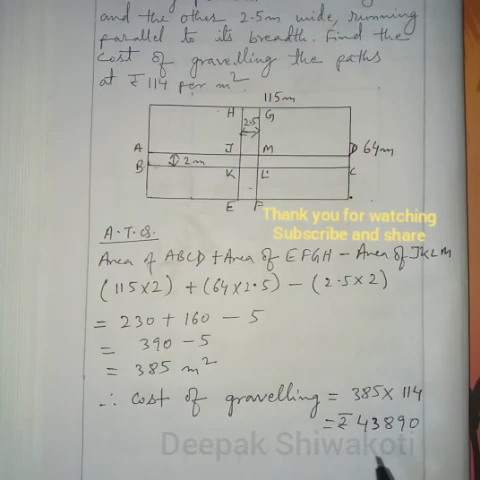 and the other 2.5m wide, running
parallel to its breadth. Find the
cost of gravelling the paths
at ₹114 per m²
115m
H G
2.5
A J M D 64m
B 2m K L C
E F
Thank you for watching
Subscribe and share
A.T.Q.
Area of ABCD + Area of EFGH - Area of JKLM
(115×2) + (64×2.5) - (2.5×2)
= 230 + 160 - 5
= 390 - 5
= 385 m²
∴ cost of gravelling = 385 × 114
= ₹ 43890
Deepak Shiwakoti